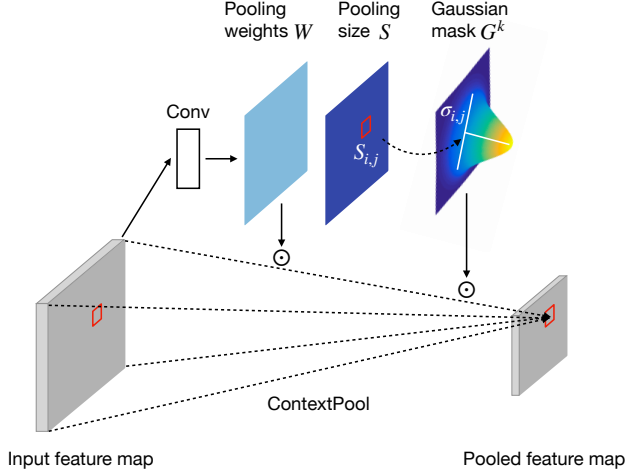 Pooling
weights W
Pooling
size S
Gaussian
mask G^k
Conv
σ_{i,j}
S_{i,j}
ContextPool
Input feature map
Pooled feature map